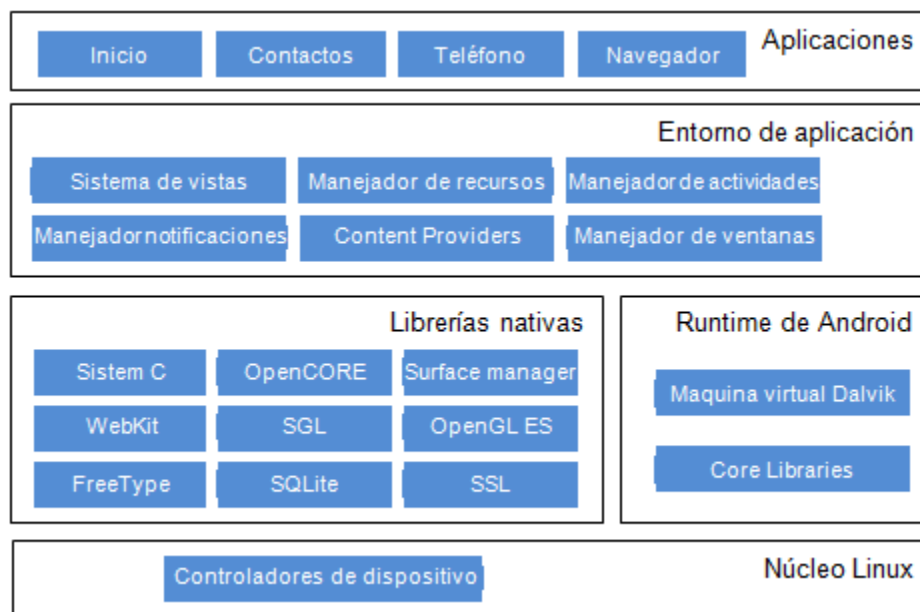 Aplicaciones
Inicio
Contactos
Teléfono
Navegador
Entorno de aplicación
Sistema de vistas
Manejador de recursos
Manejador de actividades
Manejador notificaciones
Content Providers
Manejador de ventanas
Librerías nativas
Sistem C
OpenCORE
Surface manager
WebKit
SGL
OpenGL ES
FreeType
SQLite
SSL
Runtime de Android
Maquina virtual Dalvik
Core Libraries
Núcleo Linux
Controladores de dispositivo